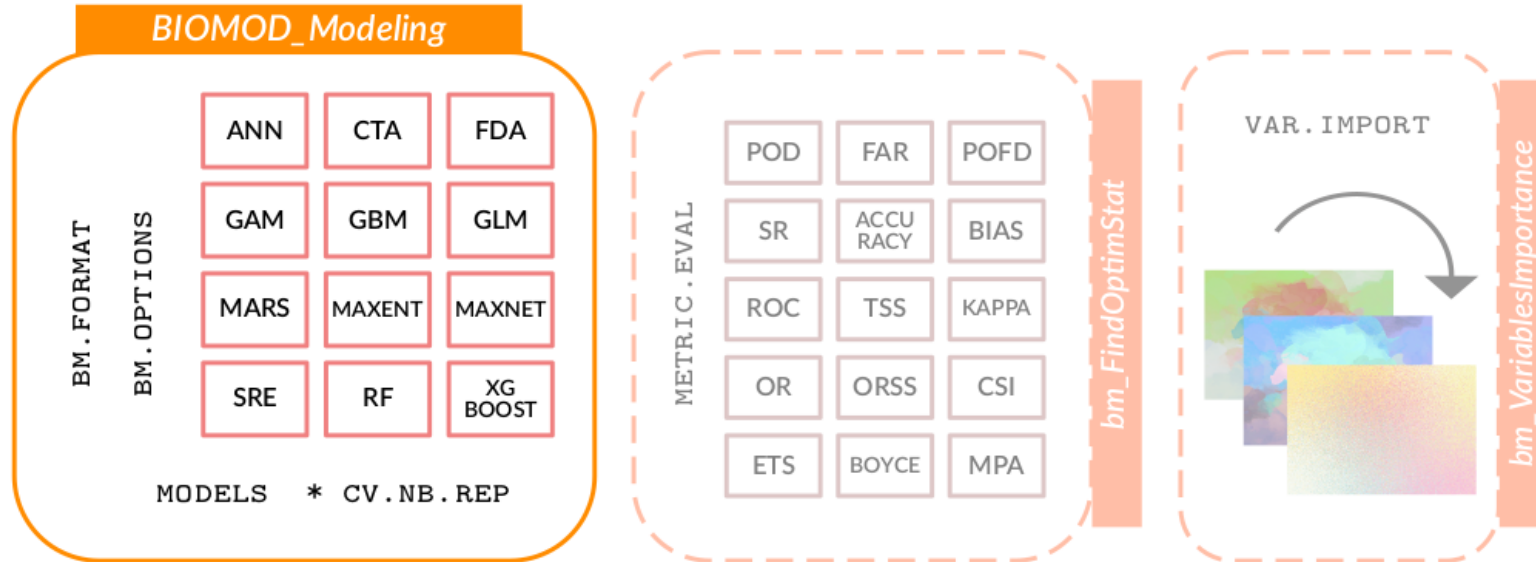 BIOMOD_Modeling
BM.FORMAT
BM.OPTIONS
ANN CTA FDA
GAM GBM GLM
MARS MAXENT MAXNET
SRE RF XG
BOOST
MODELS * CV.NB.REP
METRIC.EVAL
POD FAR POFD
SR ACCU
RACY BIAS
ROC TSS KAPPA
OR ORSS CSI
ETS BOYCE MPA
bm_FindOptimStat
VAR.IMPORT
bm_VariablesImportance